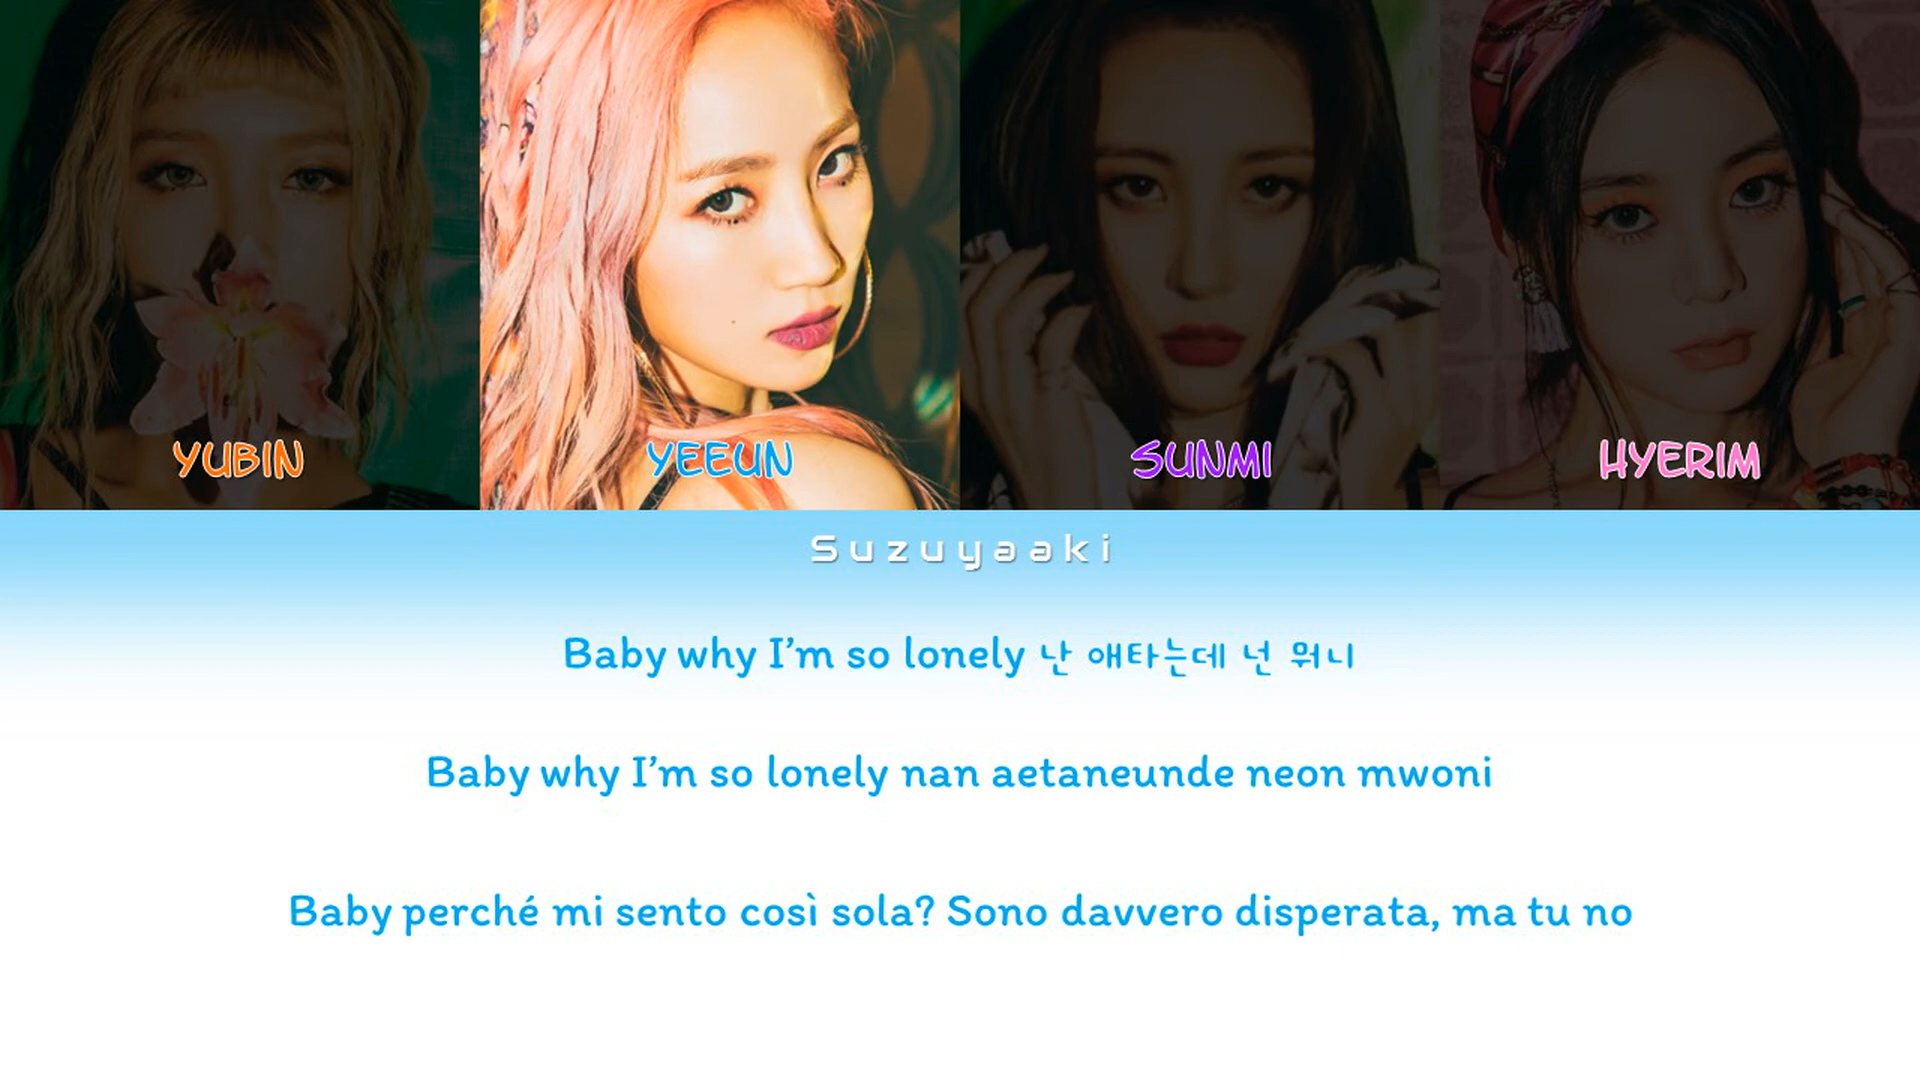 YUBIN
YEEUN
SUNMI
HYERIM
Suzuyaaki
Baby why I'm so lonely 난 애타는데 넌 뭐니
Baby why I'm so lonely nan aetaneunde neon mwoni
Baby perché mi sento così sola? Sono davvero disperata, ma tu no